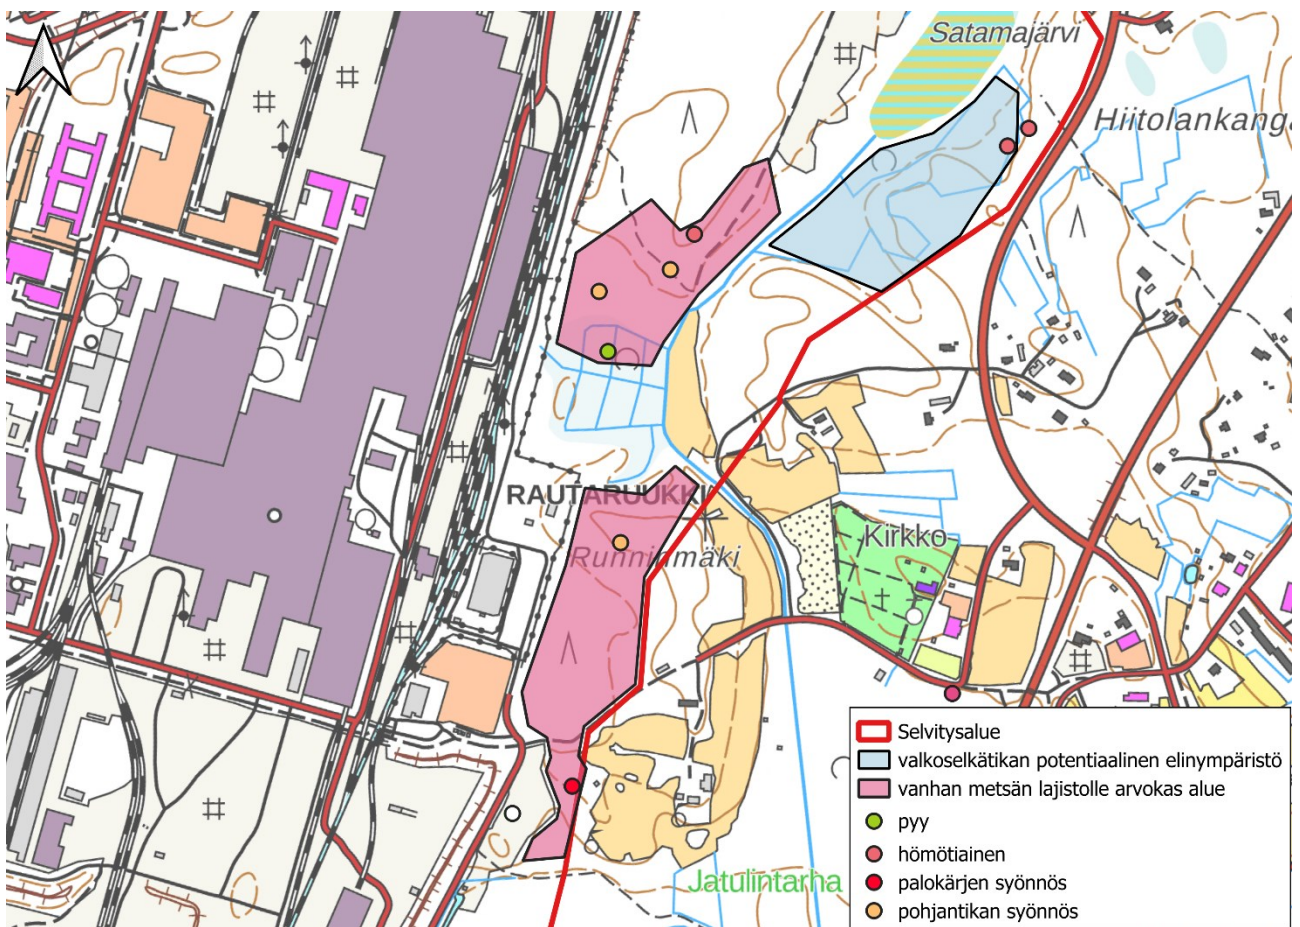 Satamajärvi
Hiitolankanga
RAUTARUUKKI
Runninmäki
Kirkko
Jatulintarha
Selvitysalue
valkoselkätikan potentiaalinen elinympäristö
vanhan metsän lajistolle arvokas alue
pyy
hömötiainen
palokärjen syönnös
pohjantikan syönnös